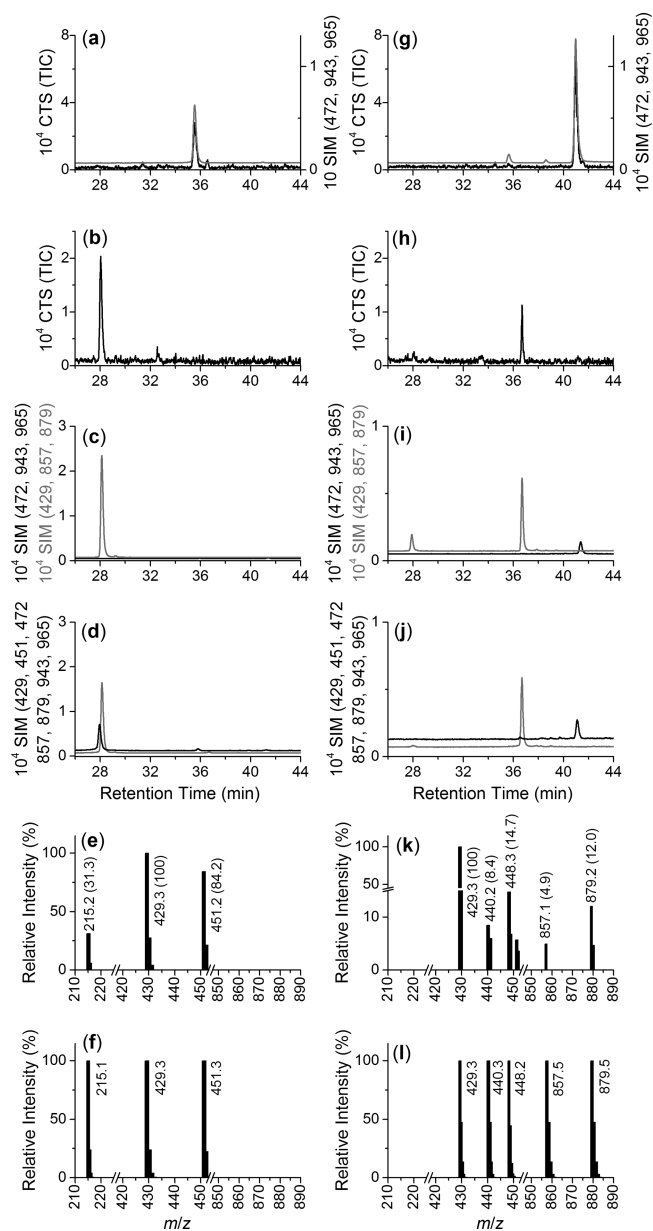 (a)
10⁴ CTS (TIC)
8
4
0
1
0
10 SIM (472, 943, 965)
28 32 36 40 44
(g)
10⁴ CTS (TIC)
8
4
0
1
0
10⁴ SIM (472, 943, 965)
28 32 36 40 44
(b)
10⁴ CTS (TIC)
2
1
0
28 32 36 40 44
(h)
10⁴ CTS (TIC)
2
1
0
28 32 36 40 44
(c)
10⁴ SIM (472, 943, 965)
10⁴ SIM (429, 857, 879)
3
2
1
0
28 32 36 40 44
(i)
10⁴ SIM (472, 943, 965)
10⁴ SIM (429, 857, 879)
1
0
28 32 36 40 44
(d)
10⁴ SIM (429, 451, 472
857, 879, 943, 965)
3
2
1
0
28 32 36 40 44
Retention Time (min)
(j)
10⁴ SIM (429, 451, 472
857, 879, 943, 965)
1
0
28 32 36 40 44
Retention Time (min)
(e)
Relative Intensity (%)
100
50
0
215.2 (31.3)
429.3 (100)
451.2 (84.2)
210 220 420 430 440 450 860 870 880 890
(k)
Relative Intensity (%)
100
50
10
0
429.3 (100)
440.2 (8.4)
448.3 (14.7)
857.1 (4.9)
879.2 (12.0)
210 220 420 430 440 450 860 870 880 890
(f)
Relative Intensity (%)
100
50
0
215.1
429.3
451.3
210 220 420 430 440 450 860 870 880 890
m/z
(l)
Relative Intensity (%)
100
50
0
429.3
440.3
448.2
857.5
879.5
210 220 420 430 440 450 860 870 880 890
m/z